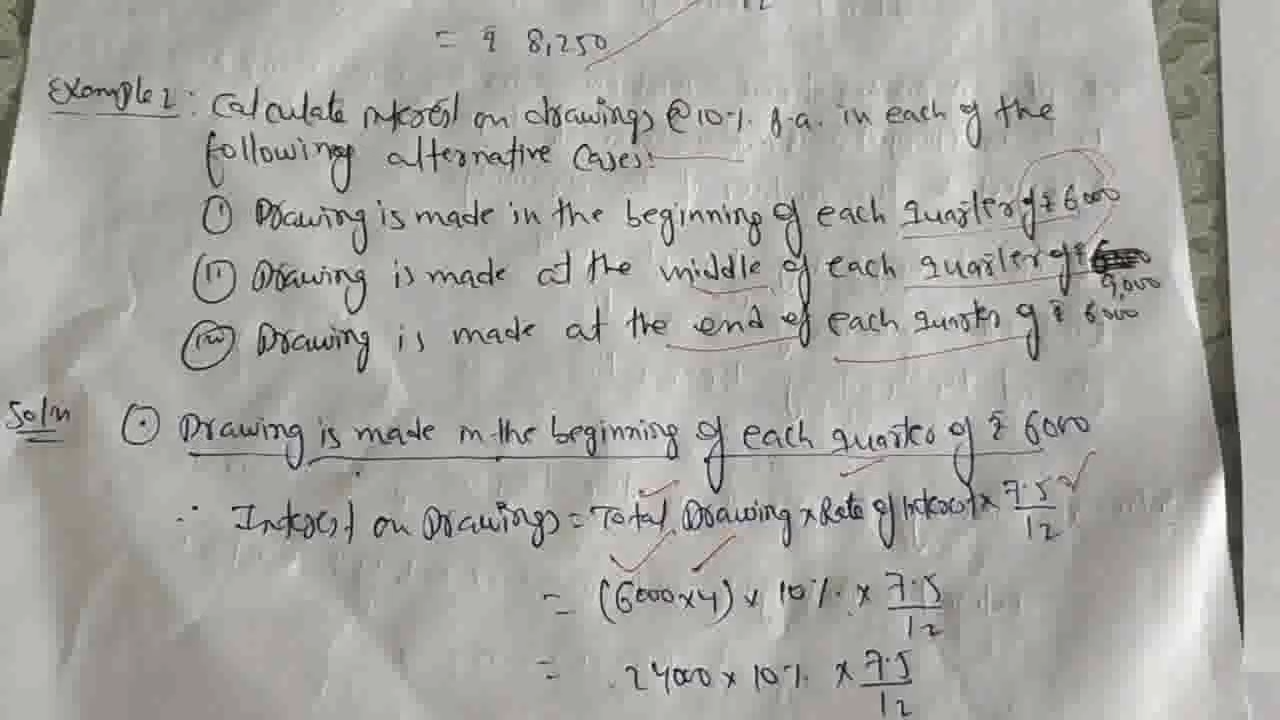 12
= ₹ 8,250
Example 2: Calculate interest on drawings @ 10% p.a. in each of the
following alternative cases:
(i) Drawing is made in the beginning of each quarter of ₹ 6000
(ii) Drawing is made at the middle of each quarter of ₹
9,000
(iii) Drawing is made at the end of each quarter of ₹ 6000
Soln (i) Drawing is made in the beginning of each quarter of ₹ 6000
∴ Interest on Drawings = Total Drawing × Rate of Interest × 7.5/12
= (6000×4) × 10% × 7.5/12
= 24000 × 10% × 7.5/12